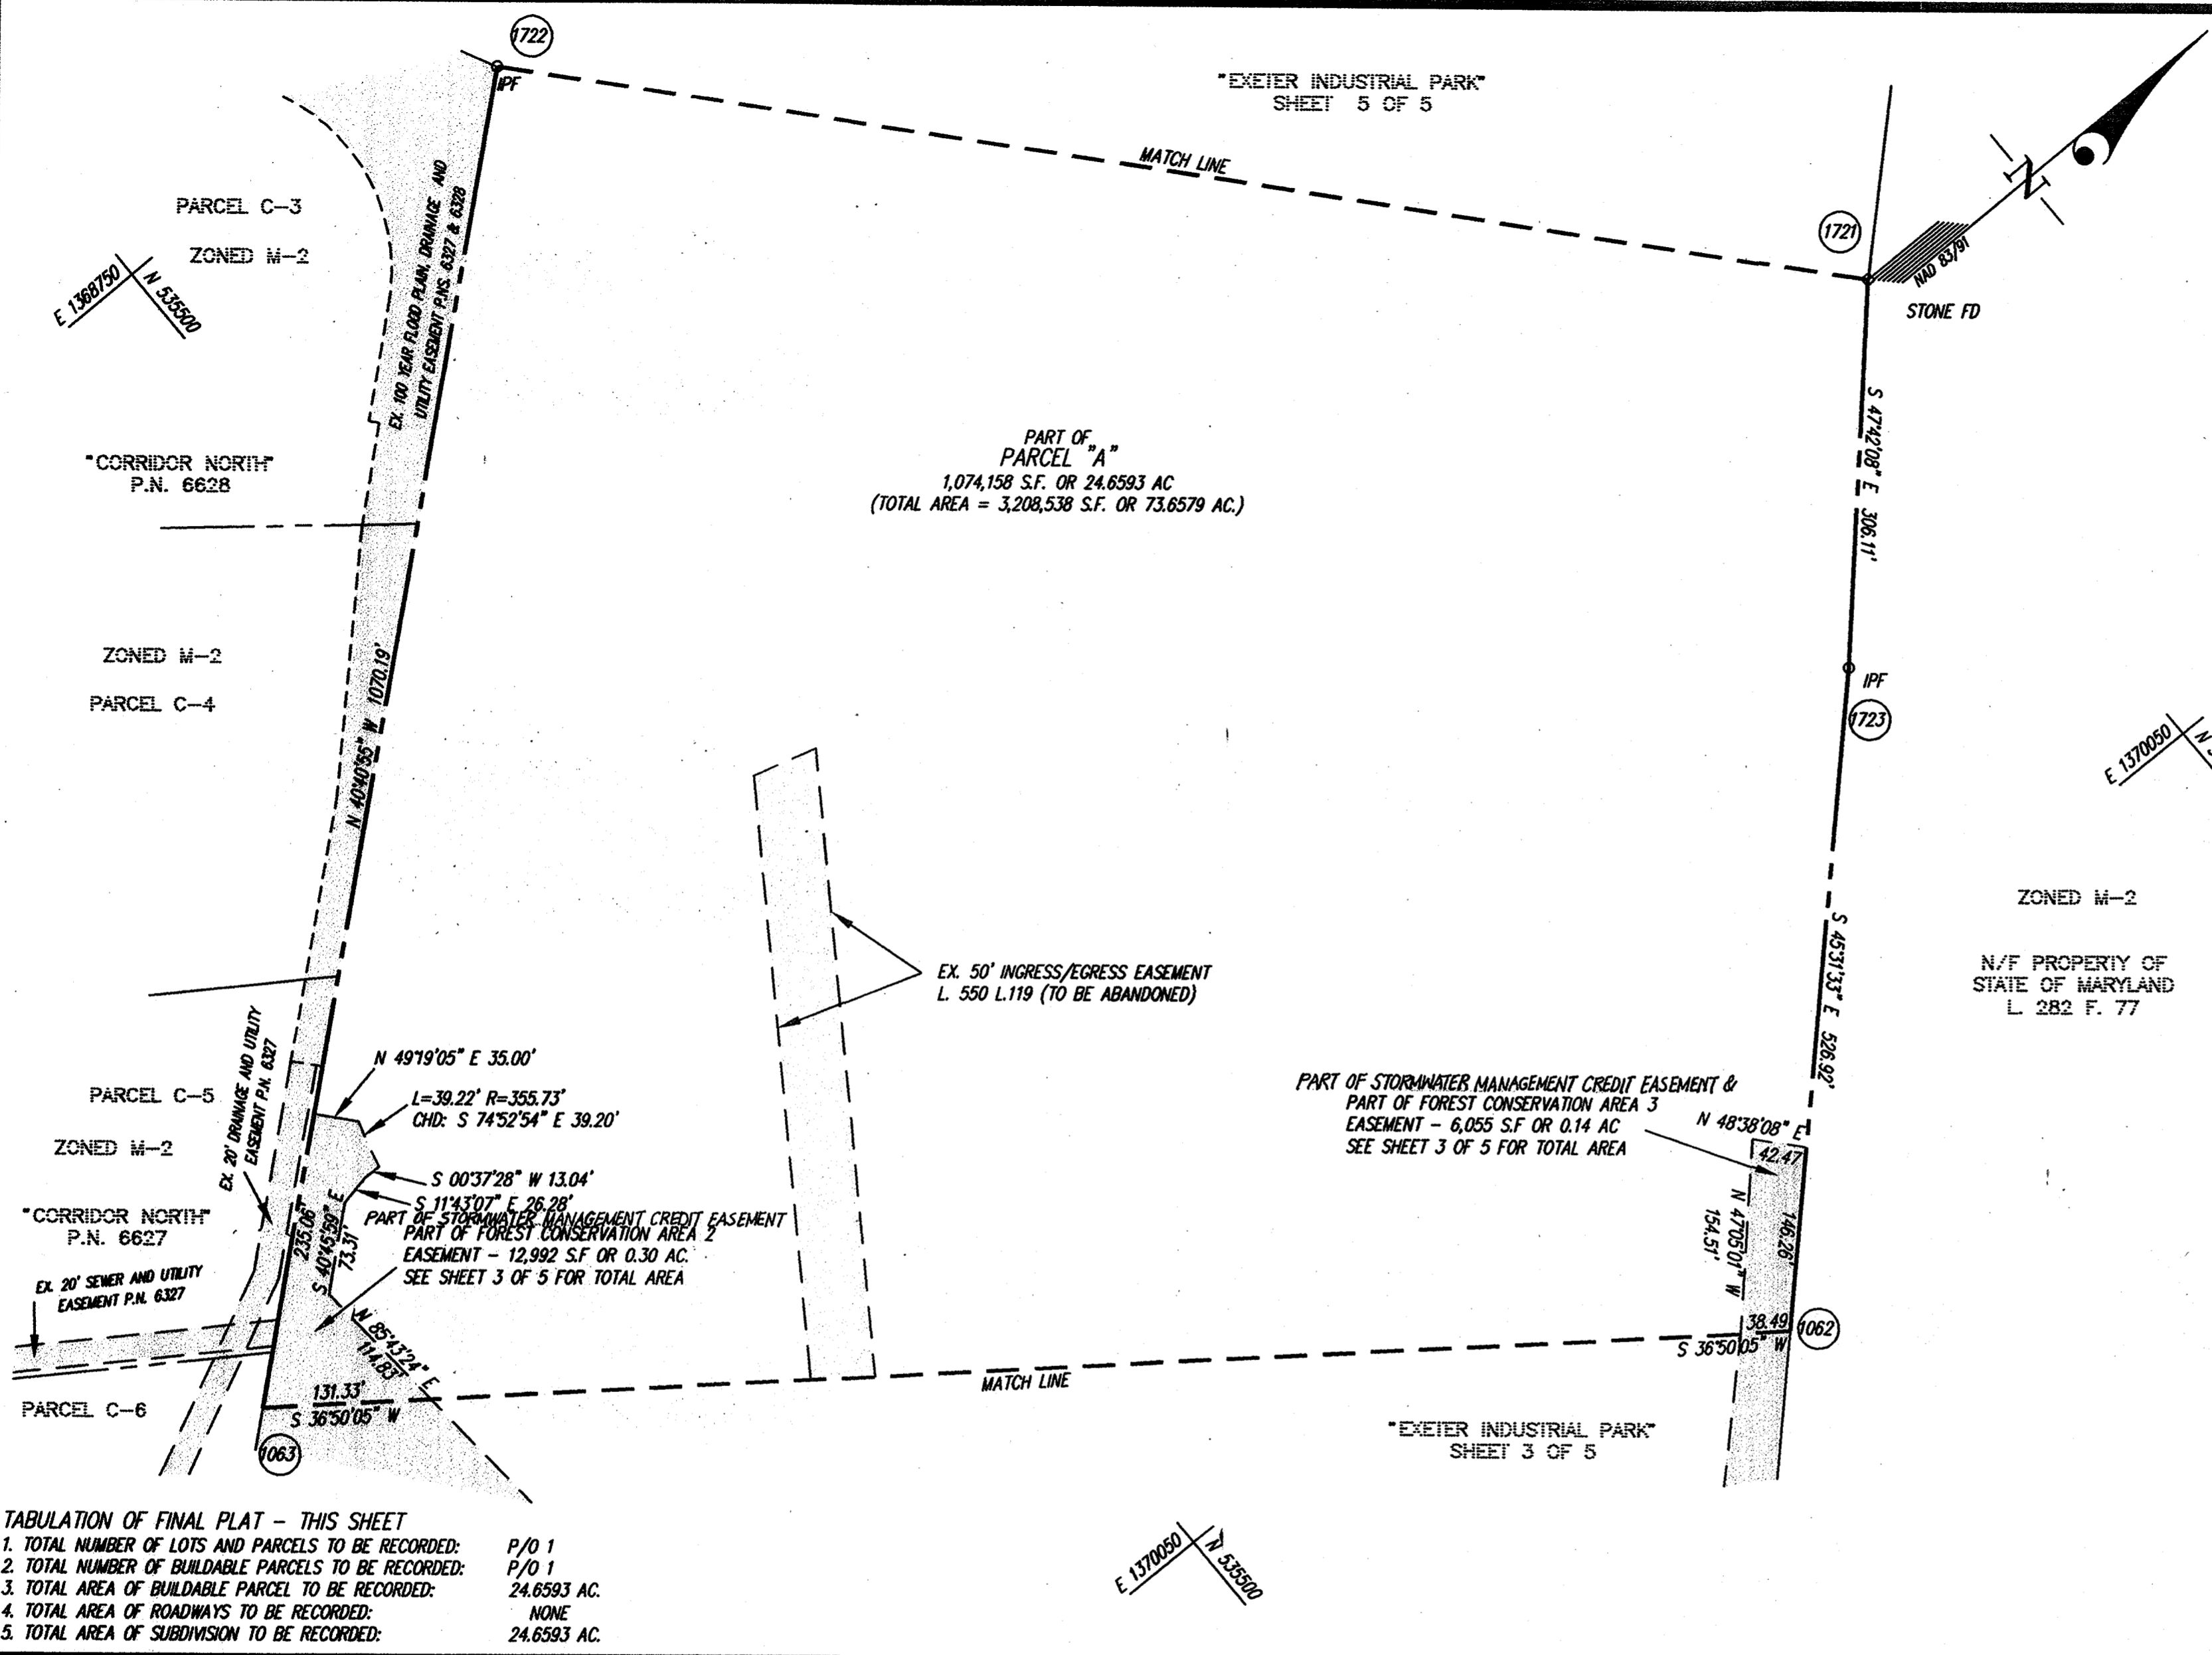 1722
IPF
"EXETER INDUSTRIAL PARK"
SHEET 5 OF 5
MATCH LINE
1721
NAD 83/91
N
STONE FD
PARCEL C-3
ZONED M-2
E 1368750
N 535500
EX. 100 YEAR FLOOD PLAIN, DRAINAGE AND
UTILITY EASEMENT P.NS. 6327 & 6328
"CORRIDOR NORTH"
P.N. 6628
PART OF
PARCEL "A"
1,074,158 S.F. OR 24.6593 AC
(TOTAL AREA = 3,208,538 S.F. OR 73.6579 AC.)
S 47°42'08" E 306.11'
IPF
1723
ZONED M-2
PARCEL C-4
N 40°40'55" W 1070.19'
E 1370050
N
S 45°31'33" E 526.92'
ZONED M-2
N/F PROPERTY OF
STATE OF MARYLAND
L. 282 F. 77
EX. 50' INGRESS/EGRESS EASEMENT
L. 550 L.119 (TO BE ABANDONED)
EX. 20' DRAINAGE AND UTILITY
EASEMENT P.N. 6327
N 49°19'05" E 35.00'
L=39.22' R=355.73'
CHD: S 74°52'54" E 39.20'
S 00°37'28" W 13.04'
S 11°43'07" E 26.28'
PARCEL C-5
ZONED M-2
"CORRIDOR NORTH"
P.N. 6627
235.06'
S 40°45'59" E
73.31'
PART OF STORMWATER MANAGEMENT CREDIT EASEMENT
PART OF FOREST CONSERVATION AREA 2
EASEMENT - 12,992 S.F OR 0.30 AC.
SEE SHEET 3 OF 5 FOR TOTAL AREA
PART OF STORMWATER MANAGEMENT CREDIT EASEMENT &
PART OF FOREST CONSERVATION AREA 3
EASEMENT - 6,055 S.F OR 0.14 AC
SEE SHEET 3 OF 5 FOR TOTAL AREA
N 48°38'08" E
42.47
N 47°05'01" W
154.51'
146.26'
38.49
1062
S 36°50'05" W
EX. 20' SEWER AND UTILITY
EASEMENT P.N. 6327
N 85°43'24" E
114.83'
131.33'
S 36°50'05" W
MATCH LINE
PARCEL C-6
1063
"EXETER INDUSTRIAL PARK"
SHEET 3 OF 5
E 1370050
N 535500
TABULATION OF FINAL PLAT - THIS SHEET
1. TOTAL NUMBER OF LOTS AND PARCELS TO BE RECORDED: P/O 1
2. TOTAL NUMBER OF BUILDABLE PARCELS TO BE RECORDED: P/O 1
3. TOTAL AREA OF BUILDABLE PARCEL TO BE RECORDED: 24.6593 AC.
4. TOTAL AREA OF ROADWAYS TO BE RECORDED: NONE
5. TOTAL AREA OF SUBDIVISION TO BE RECORDED: 24.6593 AC.